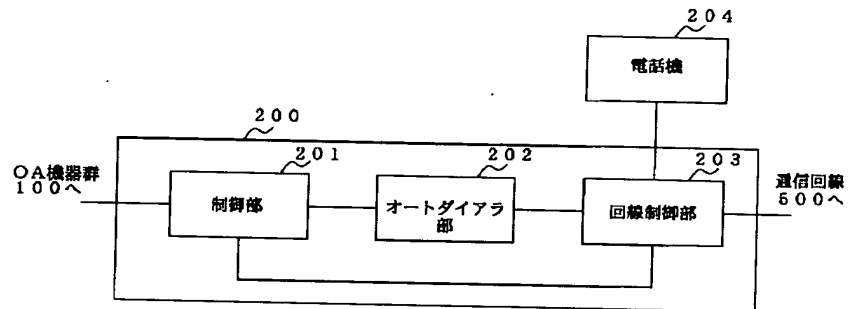 ２０４
電話機
２００
ＯＡ機器群
１００へ
２０１
制御部
２０２
オートダイアラ
部
２０３
回線制御部
通信回線
５００へ